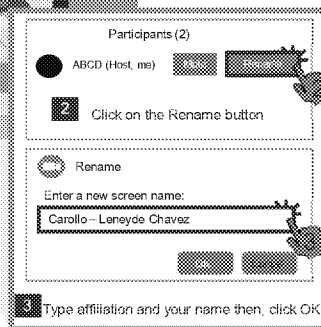 Participants (2)
ABCD (Host, me)
2 Click on the Rename button
Rename
Enter a new screen name:
Carollo – Leneyde Chavez
3 Type affiliation and your name then, click OK